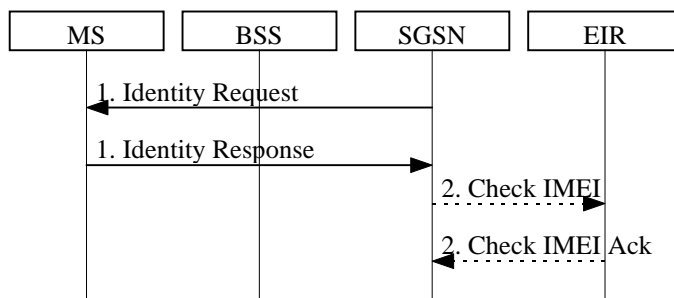 MS BSS SGSN EIR
1. Identity Request
1. Identity Response
2. Check IMEI
2. Check IMEI Ack